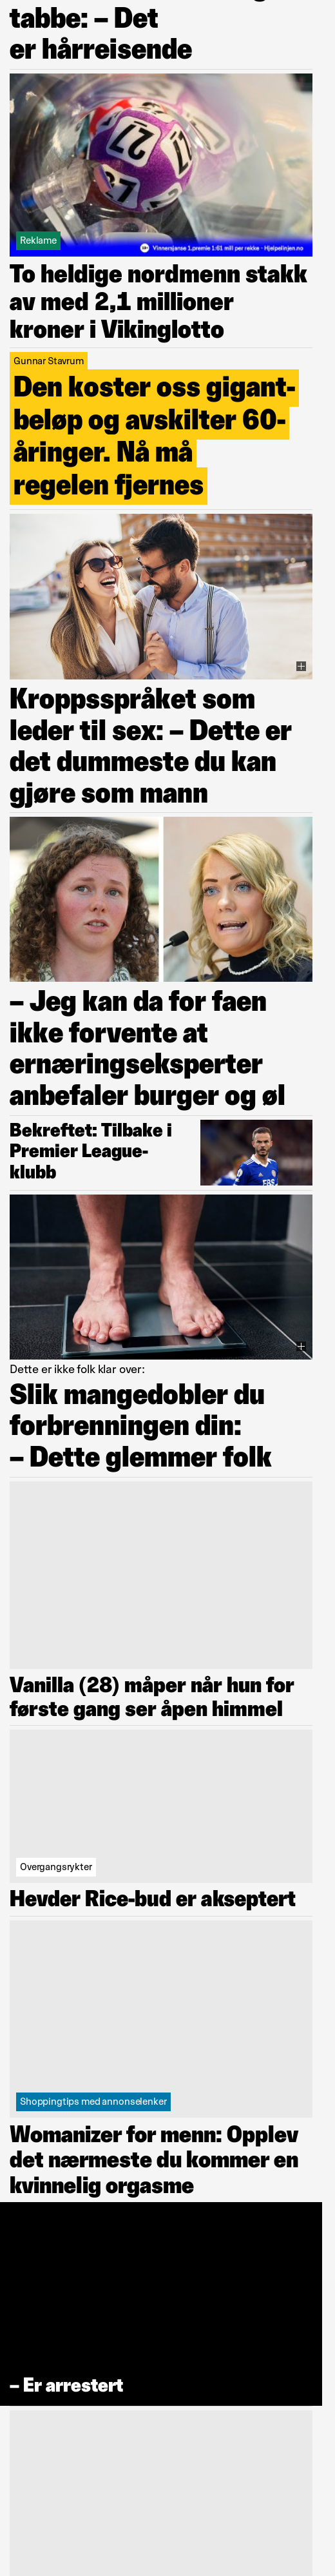 tabbe: – Det
er hårreisende
27
22
Reklame
18+ Vinnersjanse 1.premie 1:61 mill per rekke - Hjelpelinjen.no
To heldige nordmenn stakk
av med 2,1 millioner
kroner i Vikinglotto
Gunnar Stavrum
Den koster oss gigant-
beløp og avskilter 60-
åringer. Nå må
regelen fjernes
Kroppsspråket som
leder til sex: – Dette er
det dummeste du kan
gjøre som mann
– Jeg kan da for faen
ikke forvente at
ernæringseksperter
anbefaler burger og øl
Bekreftet: Tilbake i
Premier League-
klubb
FBS
Dette er ikke folk klar over:
Slik mangedobler du
forbrenningen din:
– Dette glemmer folk
Vanilla (28) måper når hun for
første gang ser åpen himmel
Overgangsrykter
Hevder Rice-bud er akseptert
Shoppingtips med annonselenker
Womanizer for menn: Opplev
det nærmeste du kommer en
kvinnelig orgasme
– Er arrestert